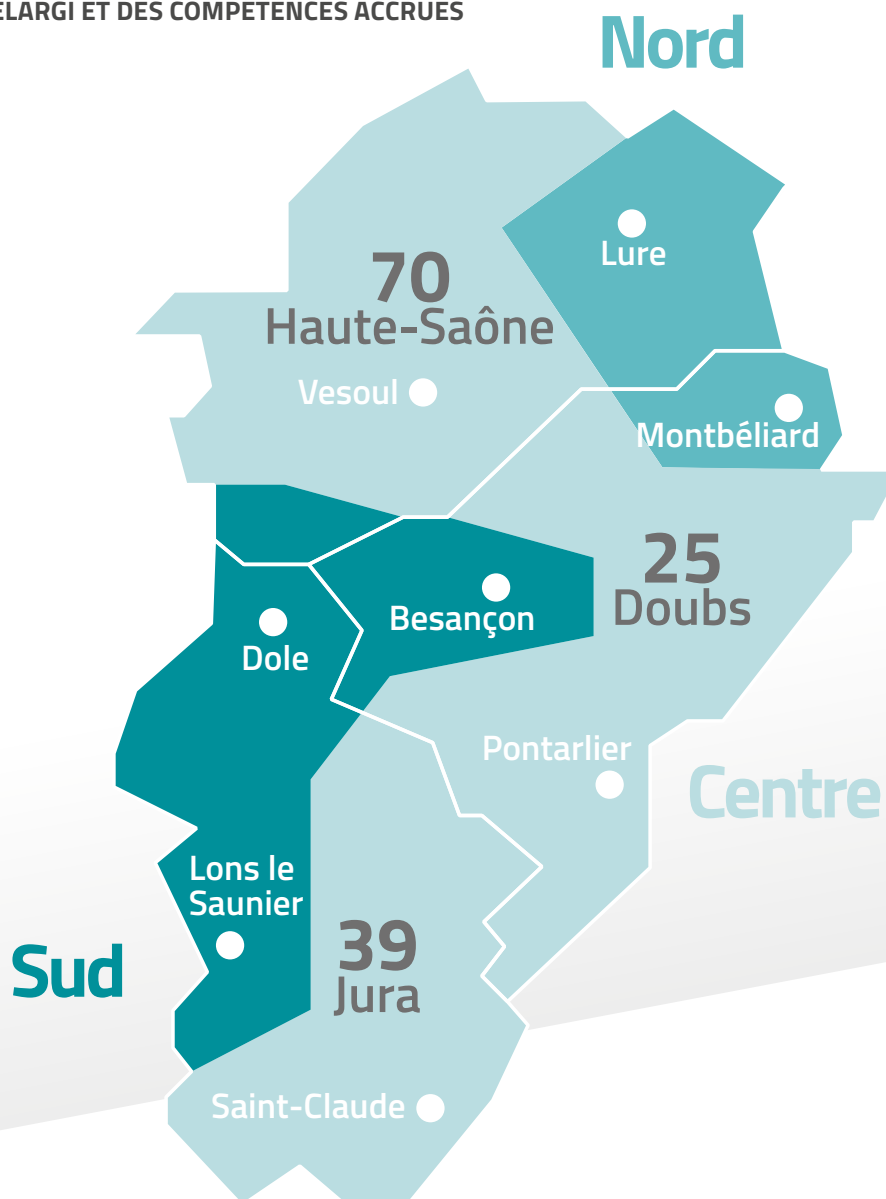 ELARGI ET DES COMPETENCES ACCRUES
Nord
Lure
70
Haute-Saône
Vesoul
Montbéliard
25
Doubs
Besançon
Dole
Pontarlier
Centre
Lons le
Saunier
39
Jura
Sud
Saint-Claude